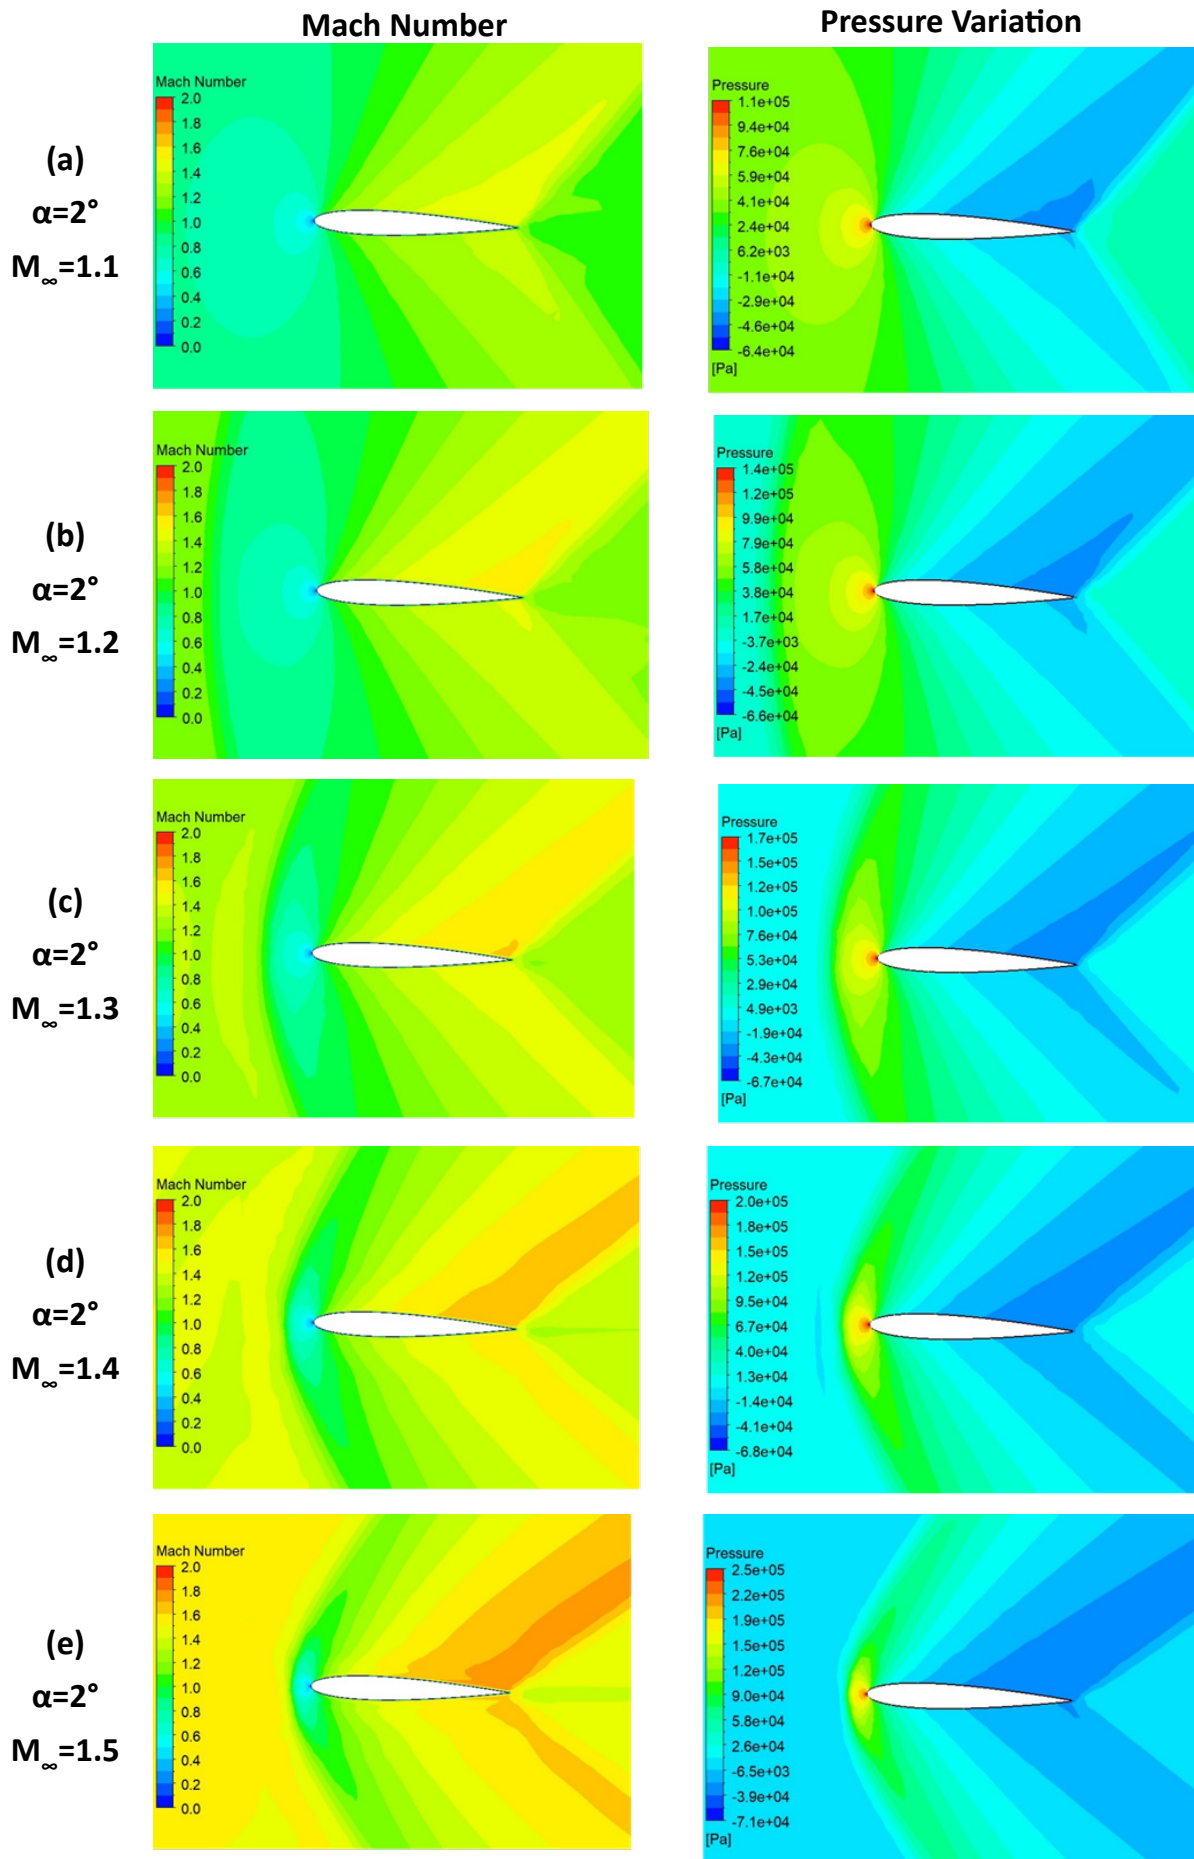 Mach Number
Pressure Variation
(a)
α=2°
M∞=1.1
Mach Number
2.0
1.8
1.6
1.4
1.2
1.0
0.8
0.6
0.4
0.2
0.0
Pressure
1.1e+05
9.4e+04
7.6e+04
5.9e+04
4.1e+04
2.4e+04
6.2e+03
-1.1e+04
-2.9e+04
-4.6e+04
-6.4e+04
[Pa]
(b)
α=2°
M∞=1.2
Mach Number
2.0
1.8
1.6
1.4
1.2
1.0
0.8
0.6
0.4
0.2
0.0
Pressure
1.4e+05
1.2e+05
9.9e+04
7.9e+04
5.8e+04
3.8e+04
1.7e+04
-3.7e+03
-2.4e+04
-4.5e+04
-6.6e+04
[Pa]
(c)
α=2°
M∞=1.3
Mach Number
2.0
1.8
1.6
1.4
1.2
1.0
0.8
0.6
0.4
0.2
0.0
Pressure
1.7e+05
1.5e+05
1.2e+05
1.0e+05
7.6e+04
5.3e+04
2.9e+04
4.9e+03
-1.9e+04
-4.3e+04
-6.7e+04
[Pa]
(d)
α=2°
M∞=1.4
Mach Number
2.0
1.8
1.6
1.4
1.2
1.0
0.8
0.6
0.4
0.2
0.0
Pressure
2.0e+05
1.8e+05
1.5e+05
1.2e+05
9.5e+04
6.7e+04
4.0e+04
1.3e+04
-1.4e+04
-4.1e+04
-6.8e+04
[Pa]
(e)
α=2°
M∞=1.5
Mach Number
2.0
1.8
1.6
1.4
1.2
1.0
0.8
0.6
0.4
0.2
0.0
Pressure
2.5e+05
1.9e+05
1.5e+05
1.2e+05
9.0e+04
5.8e+04
2.6e+04
-6.5e+03
-3.9e+04
-7.1e+04
[Pa]